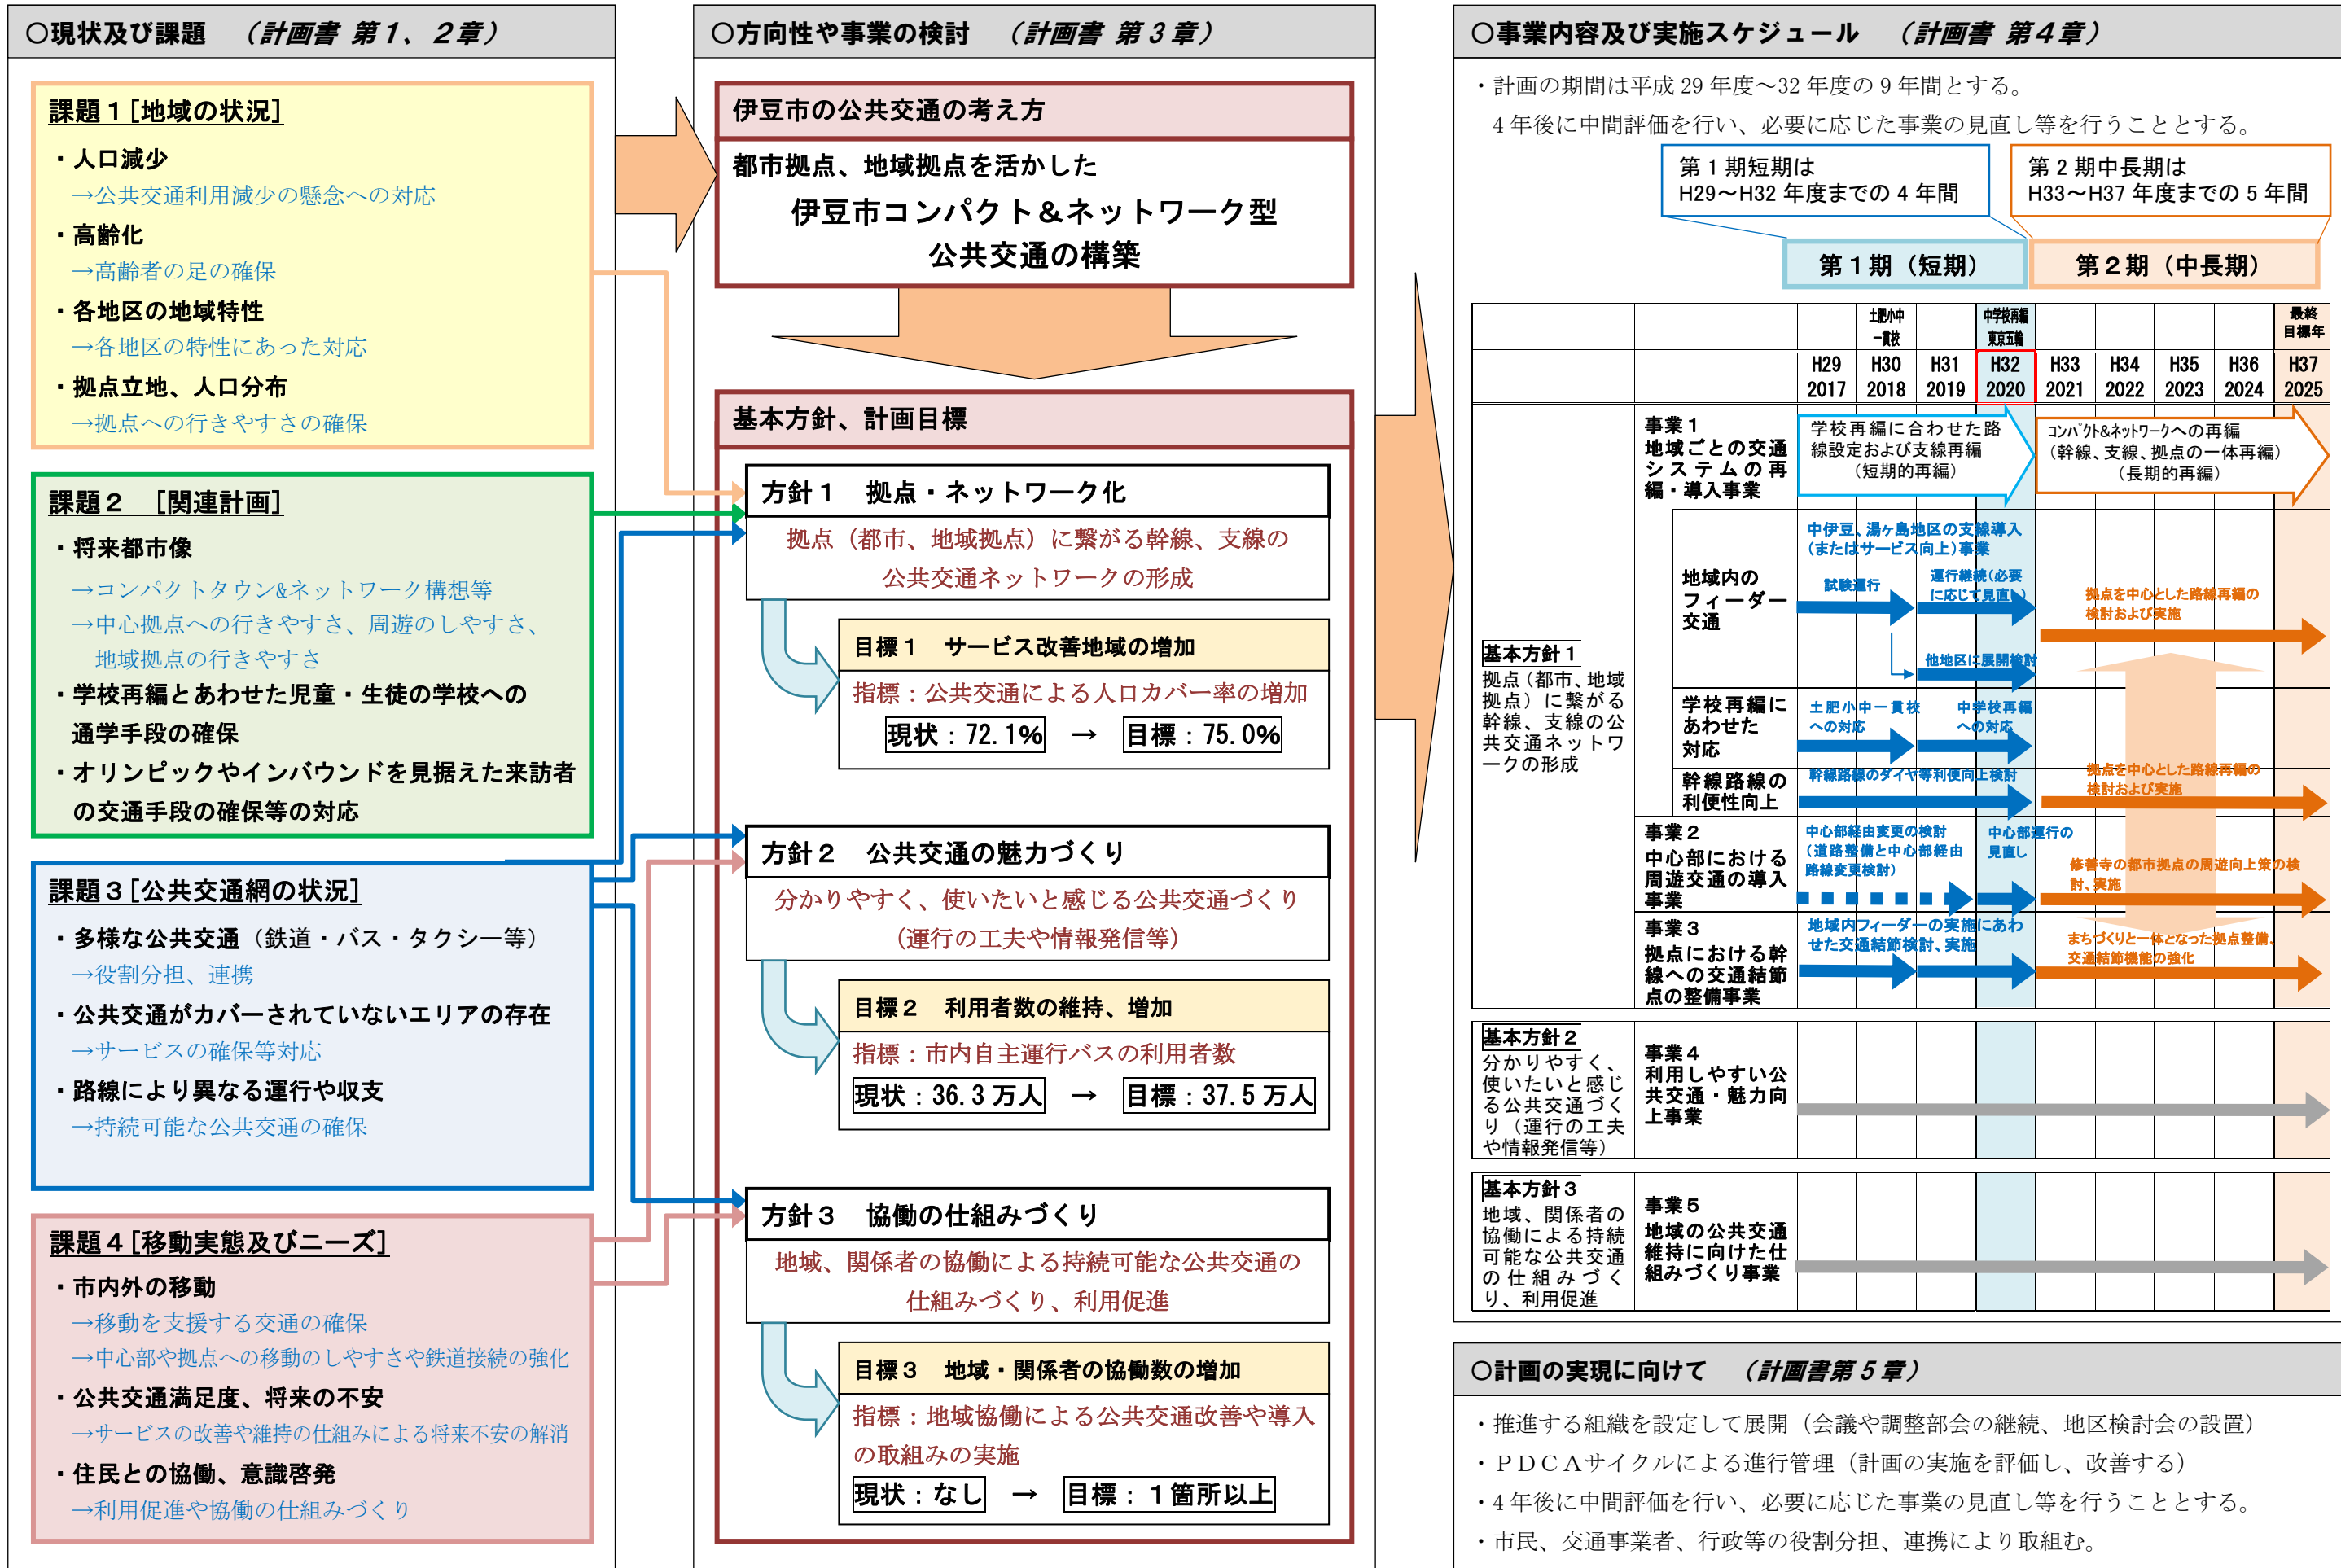 ○現状及び課題　（計画書 第１、２章）
課題１[地域の状況]
・人口減少
→公共交通利用減少の懸念への対応
・高齢化
→高齢者の足の確保
・各地区の地域特性
→各地区の特性にあった対応
・拠点立地、人口分布
→拠点への行きやすさの確保
課題２　[関連計画]
・将来都市像
→コンパクトタウン&ネットワーク構想等
→中心拠点への行きやすさ、周遊のしやすさ、
地域拠点の行きやすさ
・学校再編とあわせた児童・生徒の学校への
通学手段の確保
・オリンピックやインバウンドを見据えた来訪者
の交通手段の確保等の対応
課題３[公共交通網の状況]
・多様な公共交通（鉄道・バス・タクシー等）
→役割分担、連携
・公共交通がカバーされていないエリアの存在
→サービスの確保等対応
・路線により異なる運行や収支
→持続可能な公共交通の確保
課題４[移動実態及びニーズ]
・市内外の移動
→移動を支援する交通の確保
→中心部や拠点への移動のしやすさや鉄道接続の強化
・公共交通満足度、将来の不安
→サービスの改善や維持の仕組みによる将来不安の解消
・住民との協働、意識啓発
→利用促進や協働の仕組みづくり
○方向性や事業の検討　（計画書 第３章）
伊豆市の公共交通の考え方
都市拠点、地域拠点を活かした
伊豆市コンパクト＆ネットワーク型
公共交通の構築
基本方針、計画目標
方針１　拠点・ネットワーク化
拠点（都市、地域拠点）に繋がる幹線、支線の
公共交通ネットワークの形成
目標１　サービス改善地域の増加
指標：公共交通による人口カバー率の増加
現状：72.1%　→　目標：75.0%
方針２　公共交通の魅力づくり
分かりやすく、使いたいと感じる公共交通づくり
（運行の工夫や情報発信等）
目標２　利用者数の維持、増加
指標：市内自主運行バスの利用者数
現状：36.3 万人　→　目標：37.5 万人
方針３　協働の仕組みづくり
地域、関係者の協働による持続可能な公共交通の
仕組みづくり、利用促進
目標３　地域・関係者の協働数の増加
指標：地域協働による公共交通改善や導入
の取組みの実施
現状：なし　→　目標：１箇所以上
○事業内容及び実施スケジュール　（計画書 第４章）
・計画の期間は平成 29 年度～32 年度の 9 年間とする。
4 年後に中間評価を行い、必要に応じた事業の見直し等を行うこととする。
第 1 期短期は
H29～H32 年度までの 4 年間
第 2 期中長期は
H33～H37 年度までの 5 年間
第１期（短期）
第２期（中長期）
土肥小中
一貫校
中学校再編
東京五輪
最終
目標年
H29 H30 H31 H32 H33 H34 H35 H36 H37
2017 2018 2019 2020 2021 2022 2023 2024 2025
基本方針１
拠点（都市、地域
拠点）に繋がる
幹線、支線の公
共交通ネットワ
ークの形成
事業１
地域ごとの交通
システムの再
編・導入事業
学校再編に合わせた路
線設定および支線再編
（短期的再編）
コンパクト&ネットワークへの再編
（幹線、支線、拠点の一体再編）
（長期的再編）
地域内の
フィーダー
交通
中伊豆、湯ヶ島地区の支線導入
（またはサービス向上）事業
試験運行
運行継続（必要
に応じて見直し）
他地区に展開検討
拠点を中心とした路線再編の
検討および実施
学校再編に
あわせた
対応
土肥小中一貫校
への対応
中学校再編
への対応
幹線路線の
利便性向上
幹線路線のダイヤ等利便向上検討
拠点を中心とした路線再編の
検討および実施
事業２
中心部における
周遊交通の導入
事業
中心部経由変更の検討
（道路整備と中心部経由
路線変更検討）
中心部運行の
見直し
修善寺の都市拠点の周遊向上策の検
討、実施
事業３
拠点における幹
線への交通結節
点の整備事業
地域内フィーダーの実施にあわ
せた交通結節検討、実施
まちづくりと一体となった拠点整備、
交通結節機能の強化
基本方針２
分かりやすく、
使いたいと感じ
る公共交通づく
り（運行の工夫
や情報発信等）
事業４
利用しやすい公
共交通・魅力向
上事業
基本方針３
地域、関係者の
協働による持続
可能な公共交通
の仕組みづく
り、利用促進
事業５
地域の公共交通
維持に向けた仕
組みづくり事業
○計画の実現に向けて　（計画書第５章）
・推進する組織を設定して展開（会議や調整部会の継続、地区検討会の設置）
・ＰＤＣＡサイクルによる進行管理（計画の実施を評価し、改善する）
・4 年後に中間評価を行い、必要に応じた事業の見直し等を行うこととする。
・市民、交通事業者、行政等の役割分担、連携により取組む。